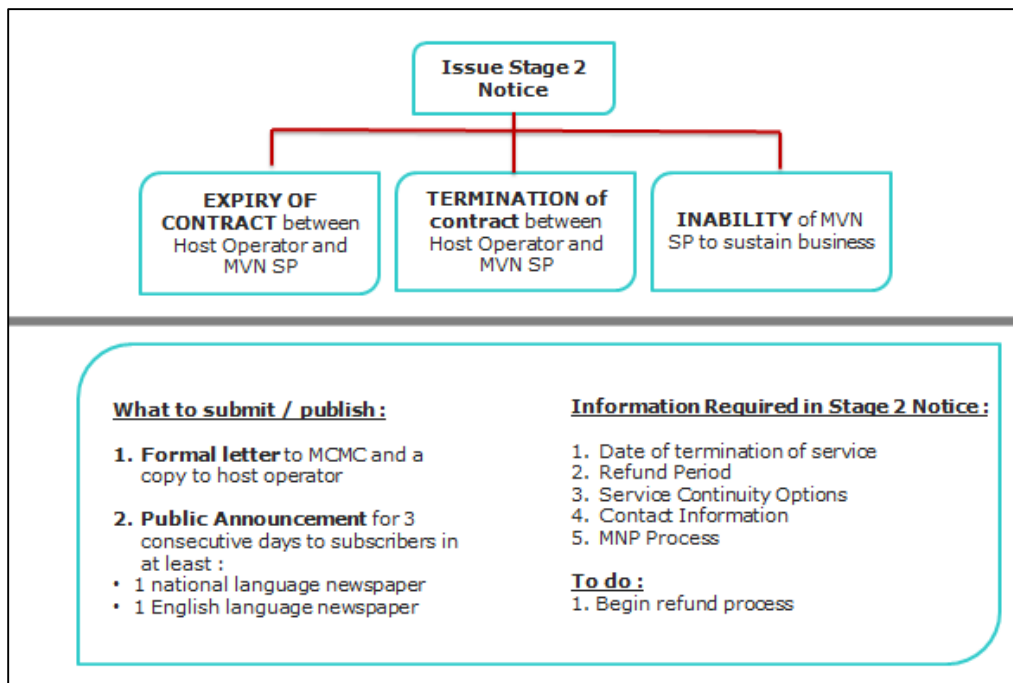 Issue Stage 2
Notice
EXPIRY OF
CONTRACT between
Host Operator and
MVN SP
TERMINATION of
contract between
Host Operator and
MVN SP
INABILITY of MVN
SP to sustain business
What to submit / publish :
1. Formal letter to MCMC and a
copy to host operator
2. Public Announcement for 3
consecutive days to subscribers in
at least :
• 1 national language newspaper
• 1 English language newspaper
Information Required in Stage 2 Notice :
1. Date of termination of service
2. Refund Period
3. Service Continuity Options
4. Contact Information
5. MNP Process
To do :
1. Begin refund process